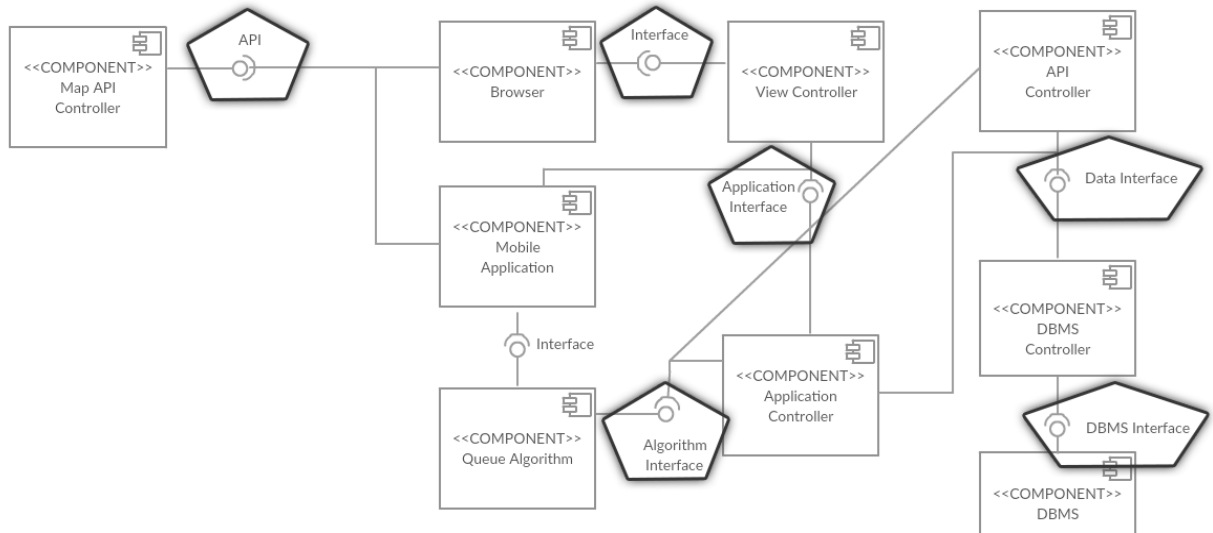 <<COMPONENT>>
Map API
Controller
API
<<COMPONENT>>
Browser
Interface
<<COMPONENT>>
View Controller
<<COMPONENT>>
API
Controller
<<COMPONENT>>
Mobile
Application
Application
Interface
Data Interface
Interface
<<COMPONENT>>
Queue Algorithm
Algorithm
Interface
<<COMPONENT>>
Application
Controller
<<COMPONENT>>
DBMS
Controller
DBMS Interface
<<COMPONENT>>
DBMS